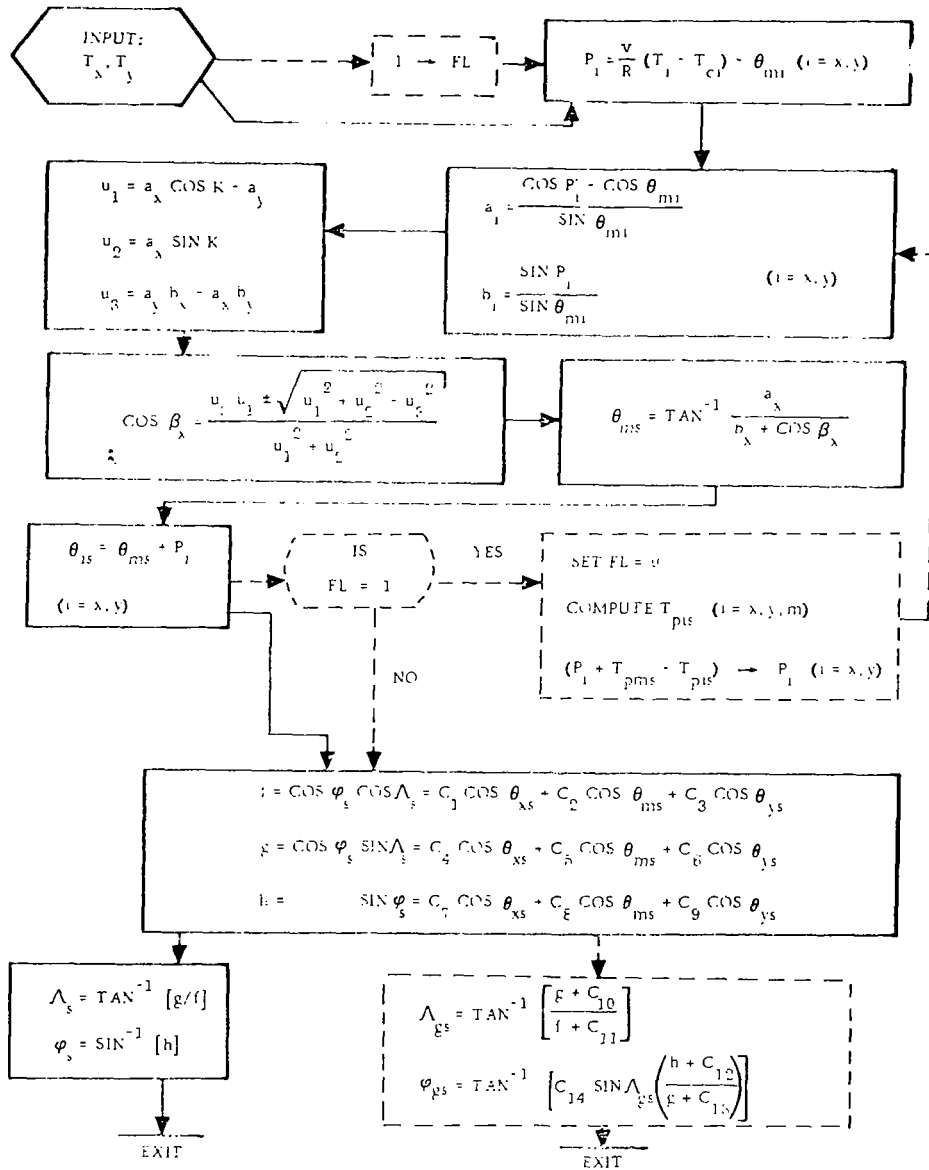 INPUT:
T_x, T_y
1 → FL
P_i = v/R (T_i - T_ci) - θ_mi (i = x, y)
u_1 = a_x COS K - a_y
u_2 = a_x SIN K
u_3 = a_y b_x - a_x b_y
a_i = (COS P_i - COS θ_mi) / SIN θ_mi
b_i = SIN P_i / SIN θ_mi (i = x, y)
COS β_x = / u_1^2 + u_2^2
θ_ms = TAN^-1 a_x / (b_x + COS β_x)
θ_is = θ_ms + P_i
(i = x, y)
IS
FL = 1
YES
NO
SET FL = 0
COMPUTE T_pis (i = x, y, m)
(P_i + T_pms - T_pis) → P_i (i = x, y)
f = COS φ_s COS Λ_s = C_1 COS θ_xs + C_2 COS θ_ms + C_3 COS θ_ys
g = COS φ_s SIN Λ_s = C_4 COS θ_xs + C_5 COS θ_ms + C_6 COS θ_ys
h = SIN φ_s = C_7 COS θ_xs + C_8 COS θ_ms + C_9 COS θ_ys
Λ_s = TAN^-1 [g/f]
φ_s = SIN^-1 [h]
EXIT
Λ_gs = TAN^-1 [(g + C_10) / (f + C_11)]
φ_gs = TAN^-1 [C_14 SIN Λ_gs ((h + C_12) / (g + C_13))]
EXIT